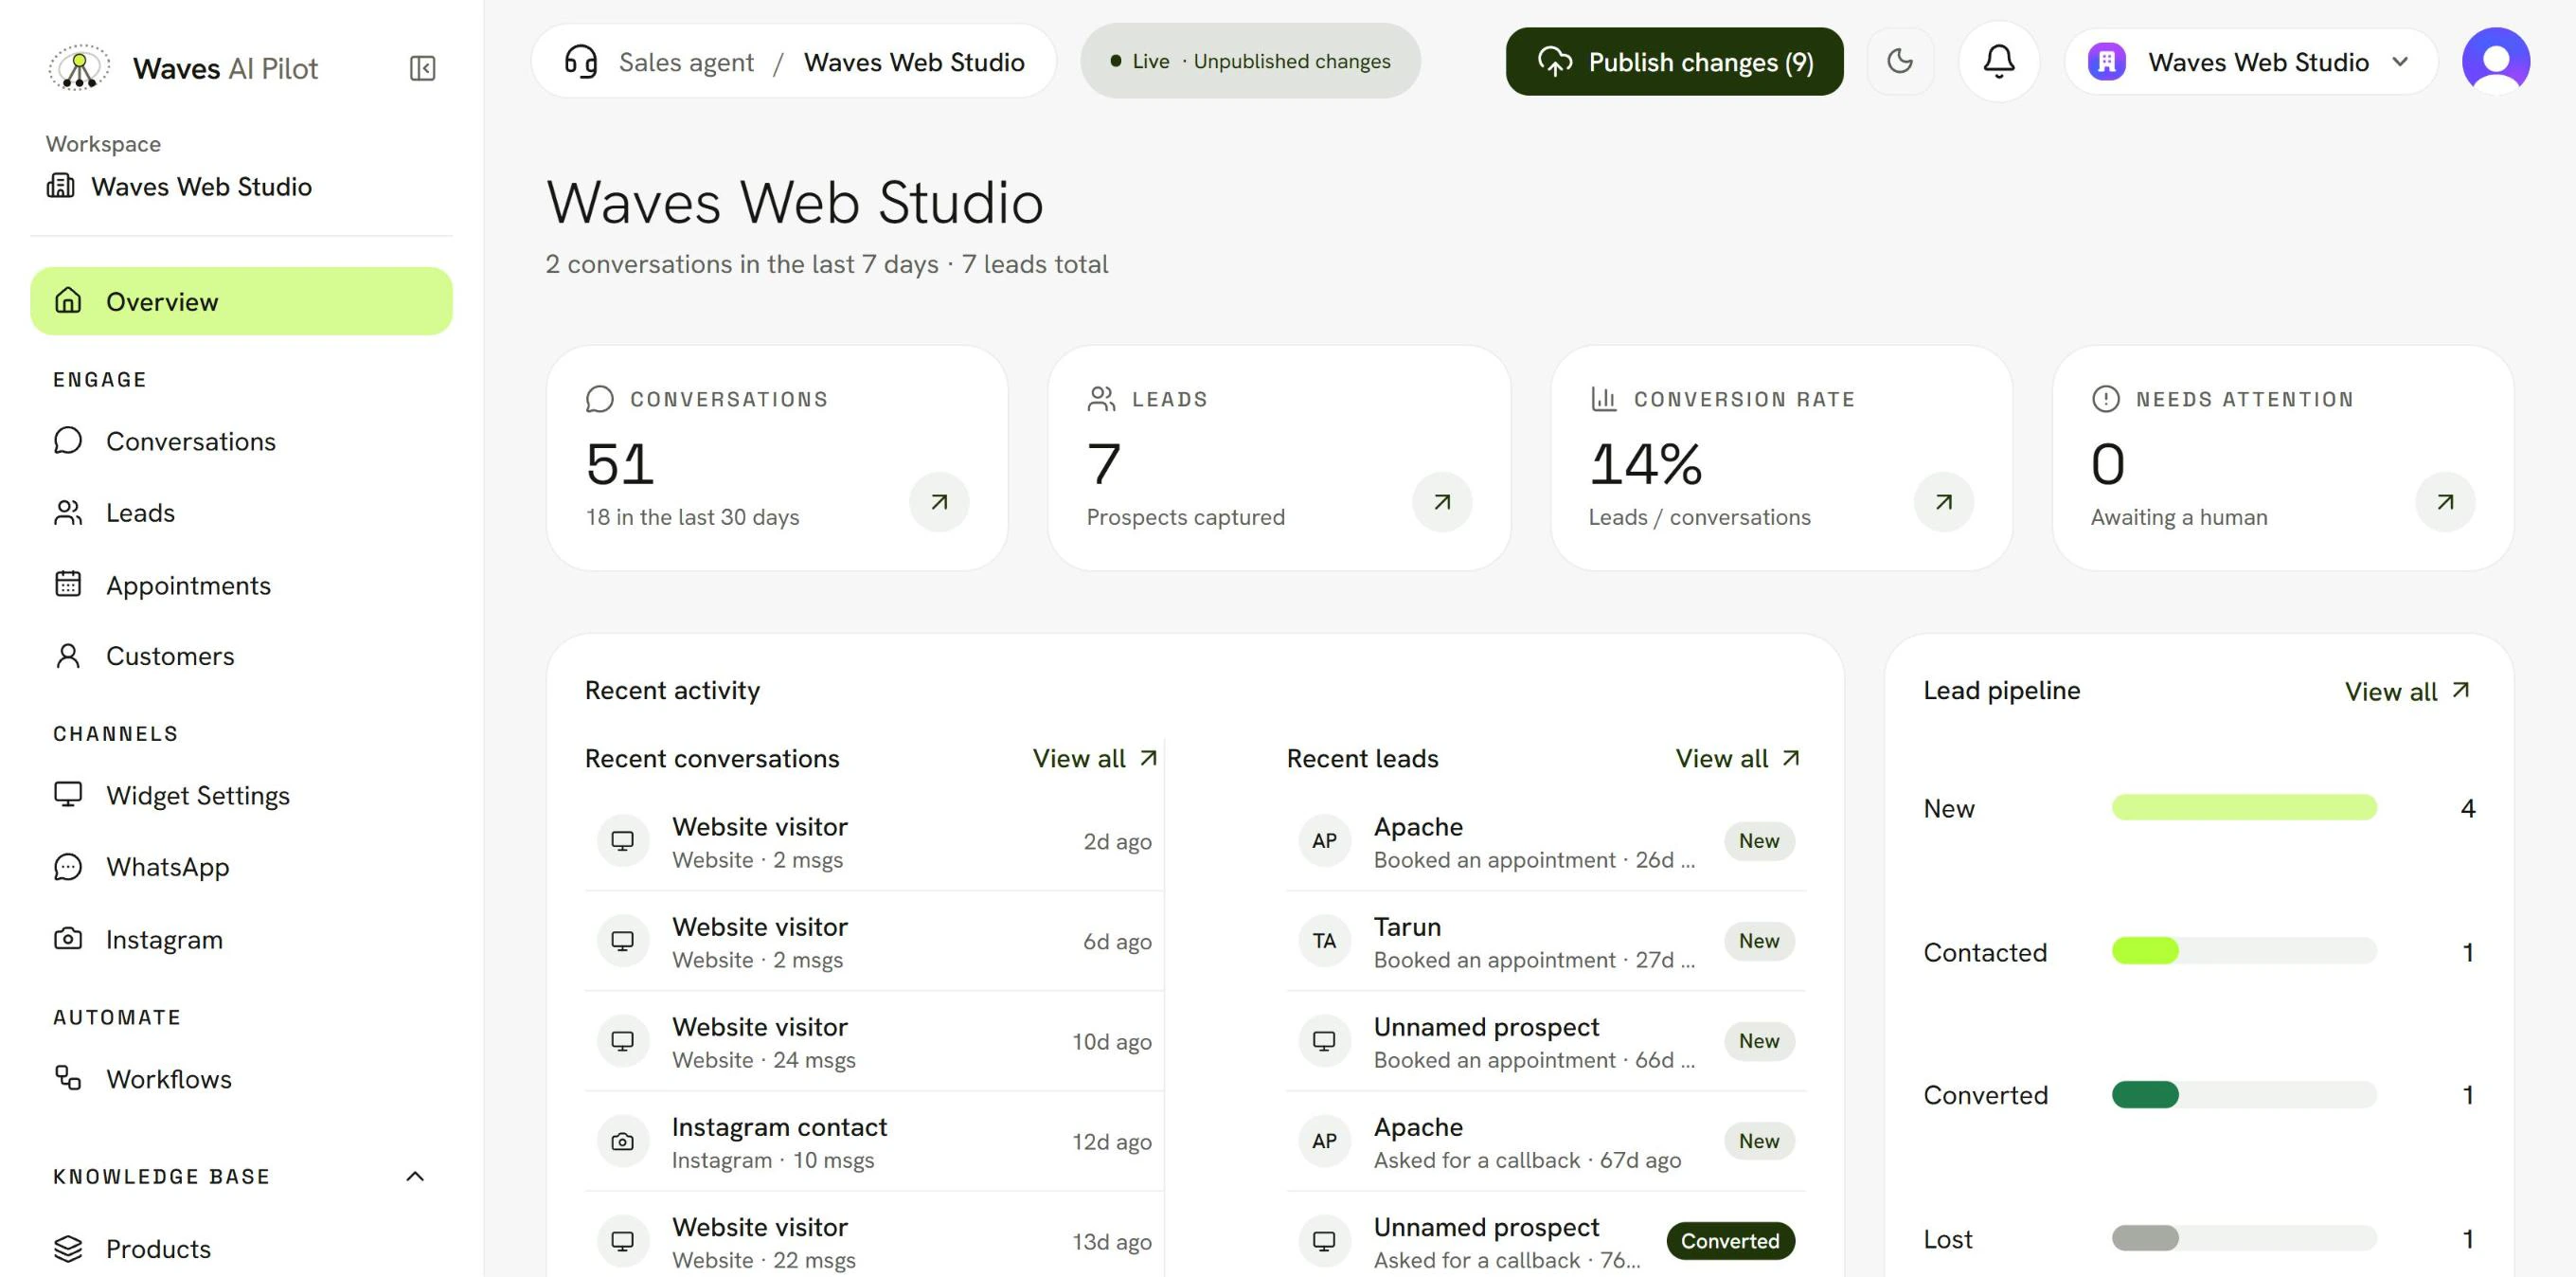 Waves AI Pilot
Workspace
Waves Web Studio
Overview
ENGAGE
Conversations
Leads
Appointments
Customers
CHANNELS
Widget Settings
WhatsApp
Instagram
AUTOMATE
Workflows
KNOWLEDGE BASE
Products
Sales agent / Waves Web Studio
Live · Unpublished changes
Publish changes (9)
Waves Web Studio
Waves Web Studio
2 conversations in the last 7 days · 7 leads total
CONVERSATIONS
51
18 in the last 30 days
LEADS
7
Prospects captured
CONVERSION RATE
14%
Leads / conversations
NEEDS ATTENTION
0
Awaiting a human
Recent activity
Recent conversations View all
Website visitor
Website · 2 msgs
2d ago
Website visitor
Website · 2 msgs
6d ago
Website visitor
Website · 24 msgs
10d ago
Instagram contact
Instagram · 10 msgs
12d ago
Website visitor
Website · 22 msgs
13d ago
Recent leads View all
AP
Apache
Booked an appointment · 26d ...
New
TA
Tarun
Booked an appointment · 27d ...
New
Unnamed prospect
Booked an appointment · 66d ...
New
AP
Apache
Asked for a callback · 67d ago
New
Unnamed prospect
Asked for a callback · 76...
Converted
Lead pipeline View all
New 4
Contacted 1
Converted 1
Lost 1